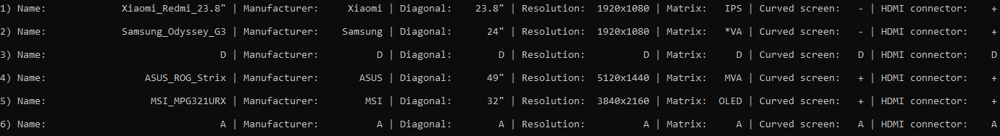 1) Name: Xiaomi_Redmi_23.8" | Manufacturer: Xiaomi | Diagonal: 23.8" | Resolution: 1920x1080 | Matrix: IPS | Curved screen: - | HDMI connector: +
2) Name: Samsung_Odyssey_G3 | Manufacturer: Samsung | Diagonal: 24" | Resolution: 1920x1080 | Matrix: *VA | Curved screen: - | HDMI connector: +
3) Name: D | Manufacturer: D | Diagonal: D | Resolution: D | Matrix: D | Curved screen: D | HDMI connector: D
4) Name: ASUS_ROG_Strix | Manufacturer: ASUS | Diagonal: 49" | Resolution: 5120x1440 | Matrix: MVA | Curved screen: + | HDMI connector: +
5) Name: MSI_MPG321URX | Manufacturer: MSI | Diagonal: 32" | Resolution: 3840x2160 | Matrix: OLED | Curved screen: + | HDMI connector: +
6) Name: A | Manufacturer: A | Diagonal: A | Resolution: A | Matrix: A | Curved screen: A | HDMI connector: A